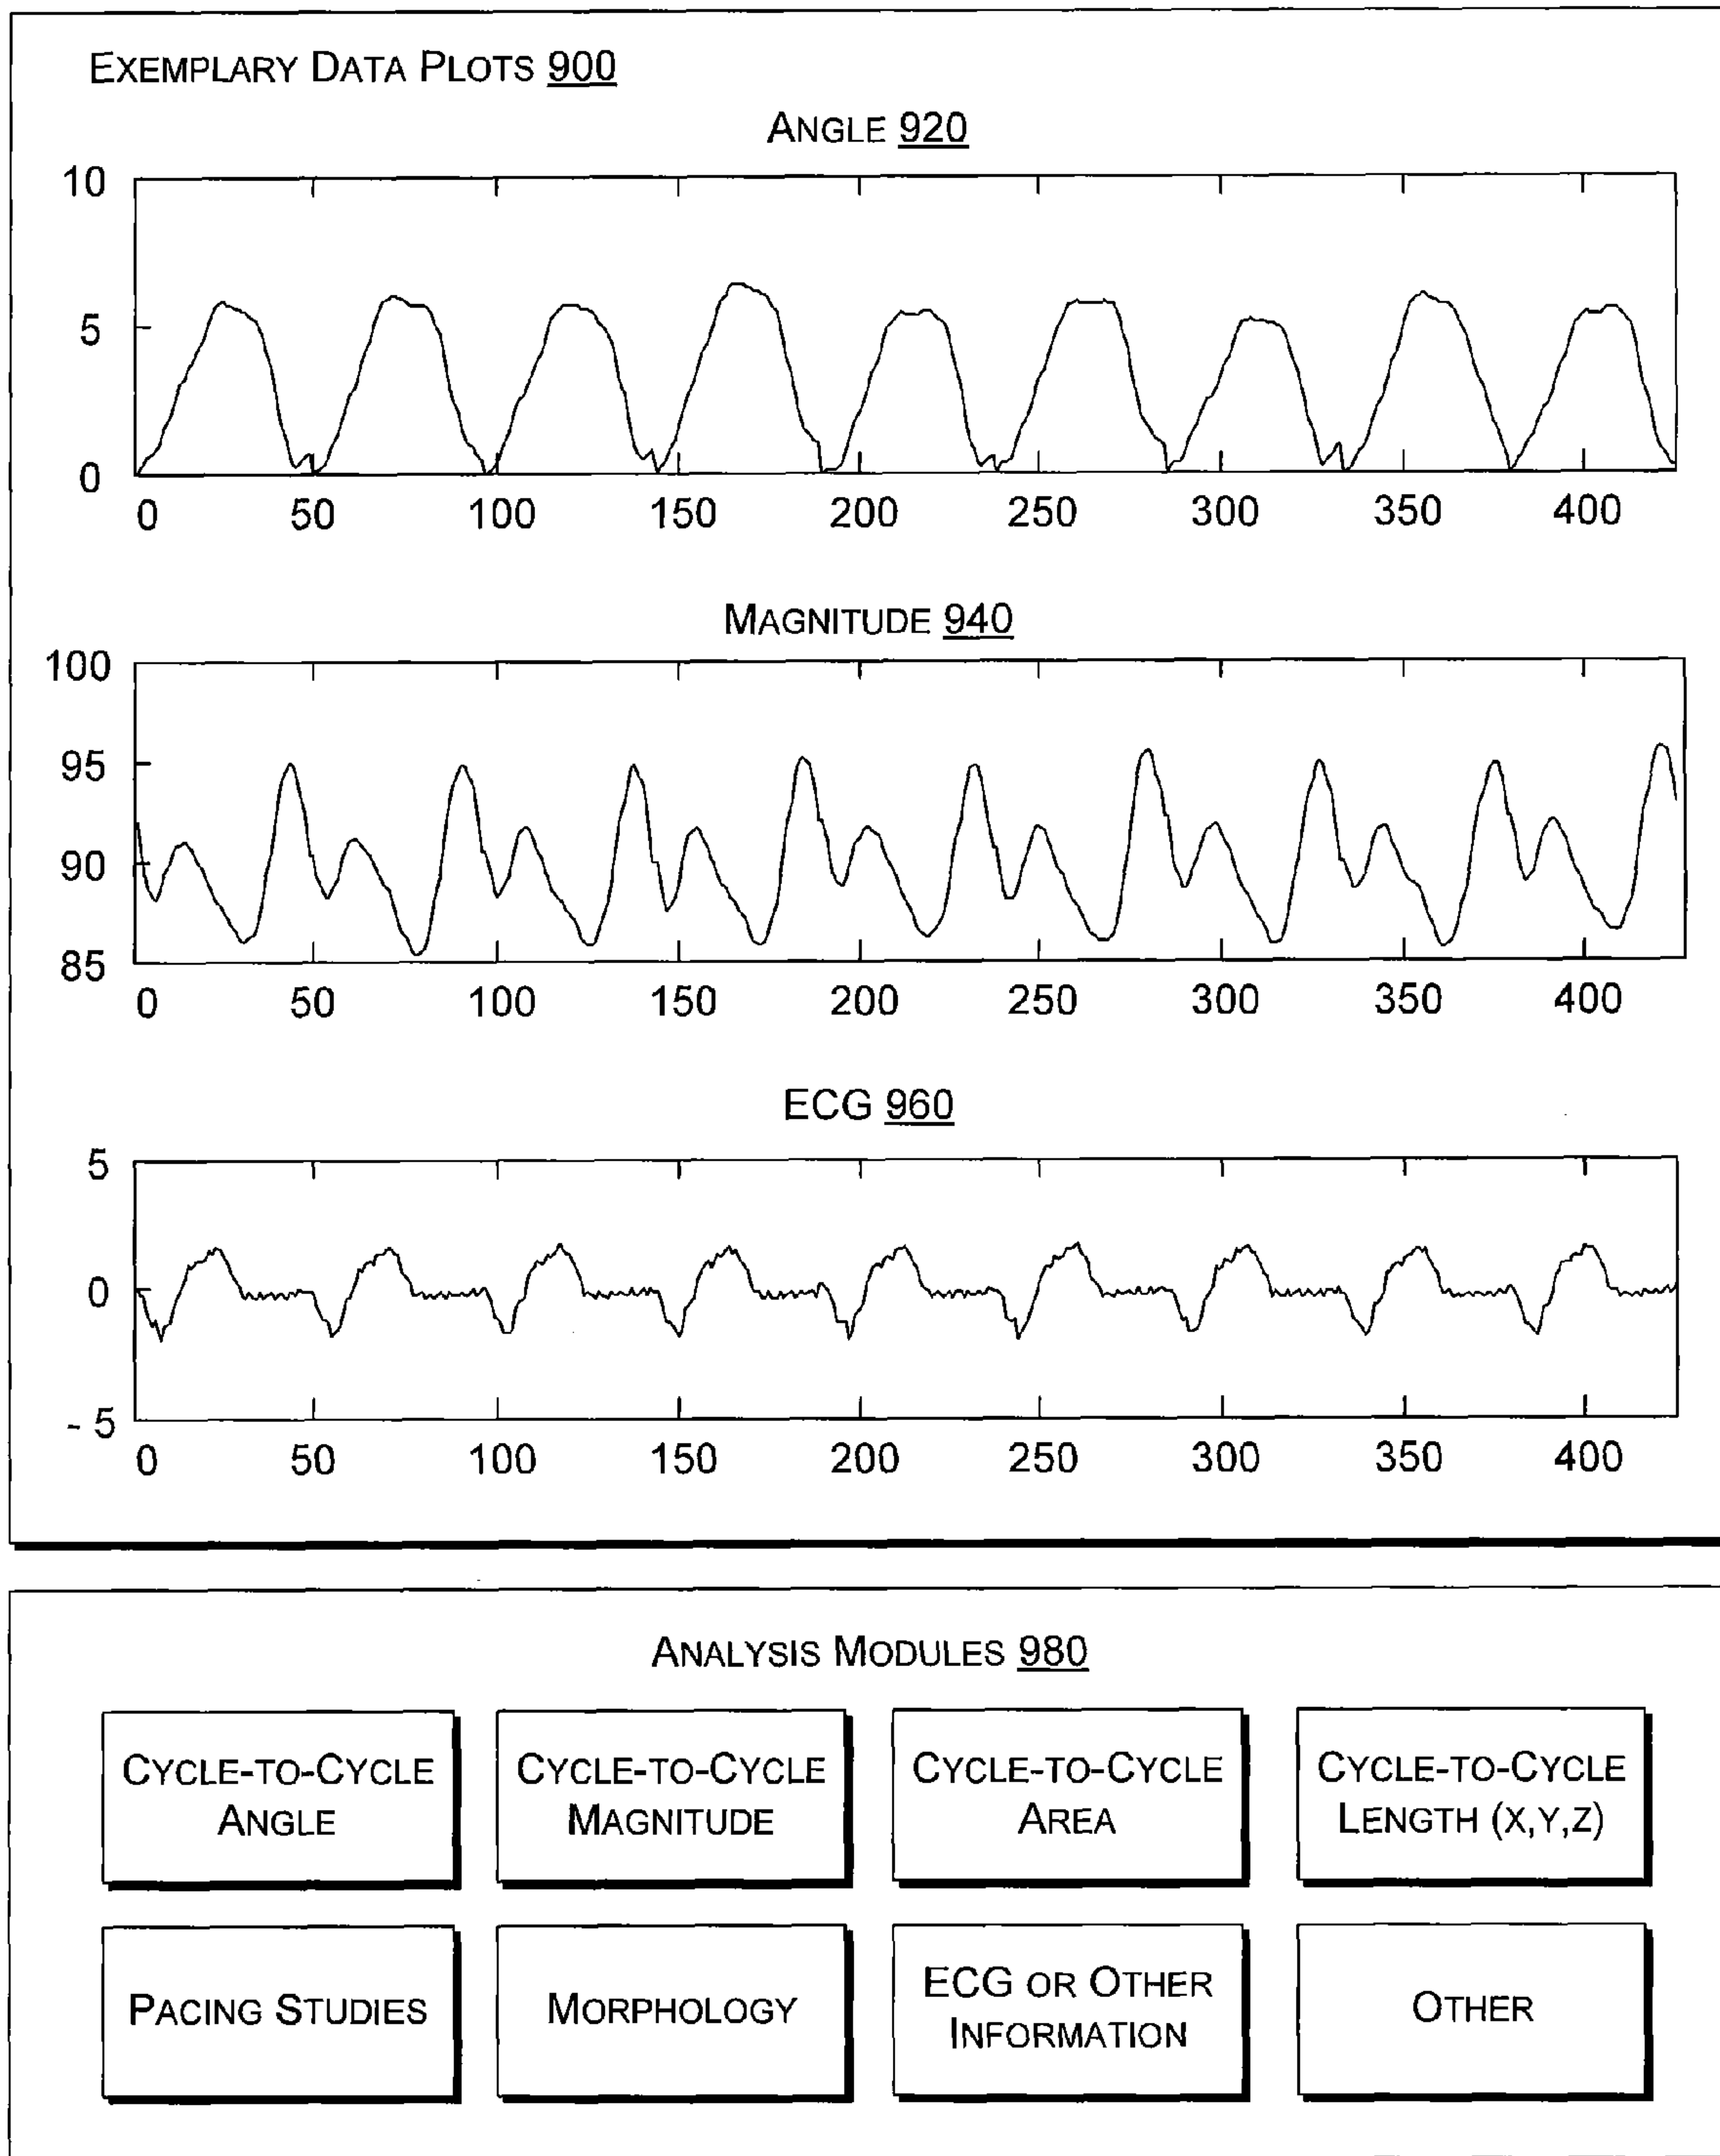 EXEMPLARY DATA PLOTS 900
ANGLE 920
10
5
0
0 50 100 150 200 250 300 350 400
MAGNITUDE 940
100
95
90
85
0 50 100 150 200 250 300 350 400
ECG 960
5
0
- 5
0 50 100 150 200 250 300 350 400
ANALYSIS MODULES 980
CYCLE-TO-CYCLE
ANGLE
CYCLE-TO-CYCLE
MAGNITUDE
CYCLE-TO-CYCLE
AREA
CYCLE-TO-CYCLE
LENGTH (X,Y,Z)
PACING STUDIES
MORPHOLOGY
ECG OR OTHER
INFORMATION
OTHER